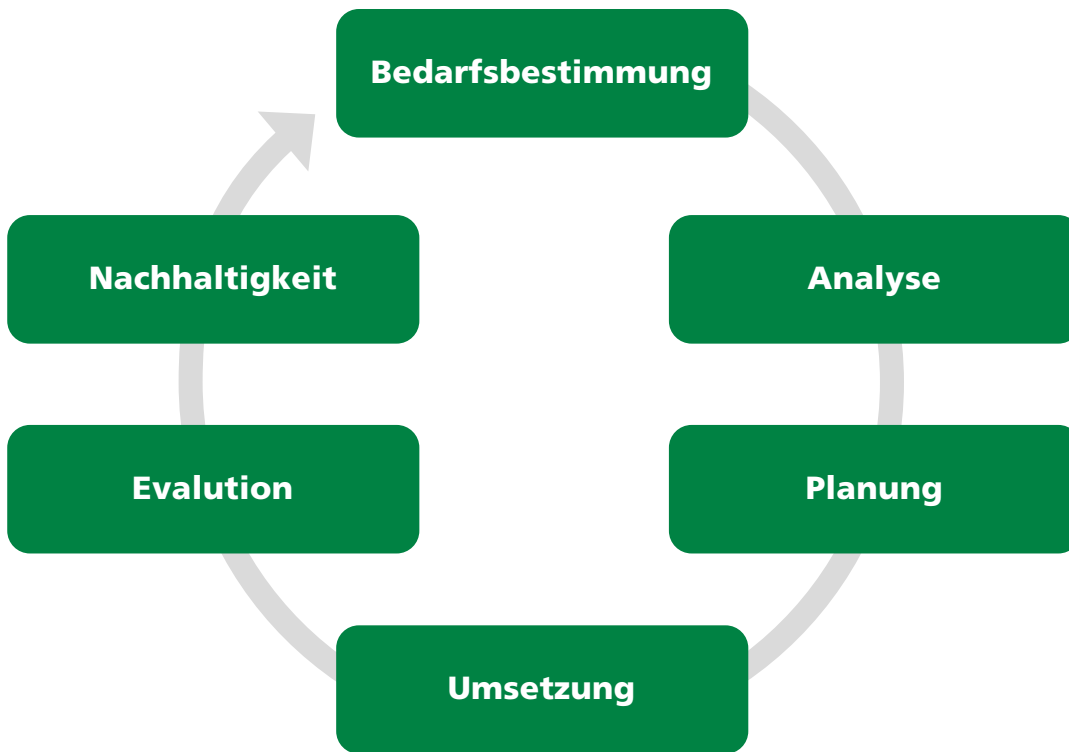 Bedarfsbestimmung
Analyse
Planung
Umsetzung
Evalution
Nachhaltigkeit